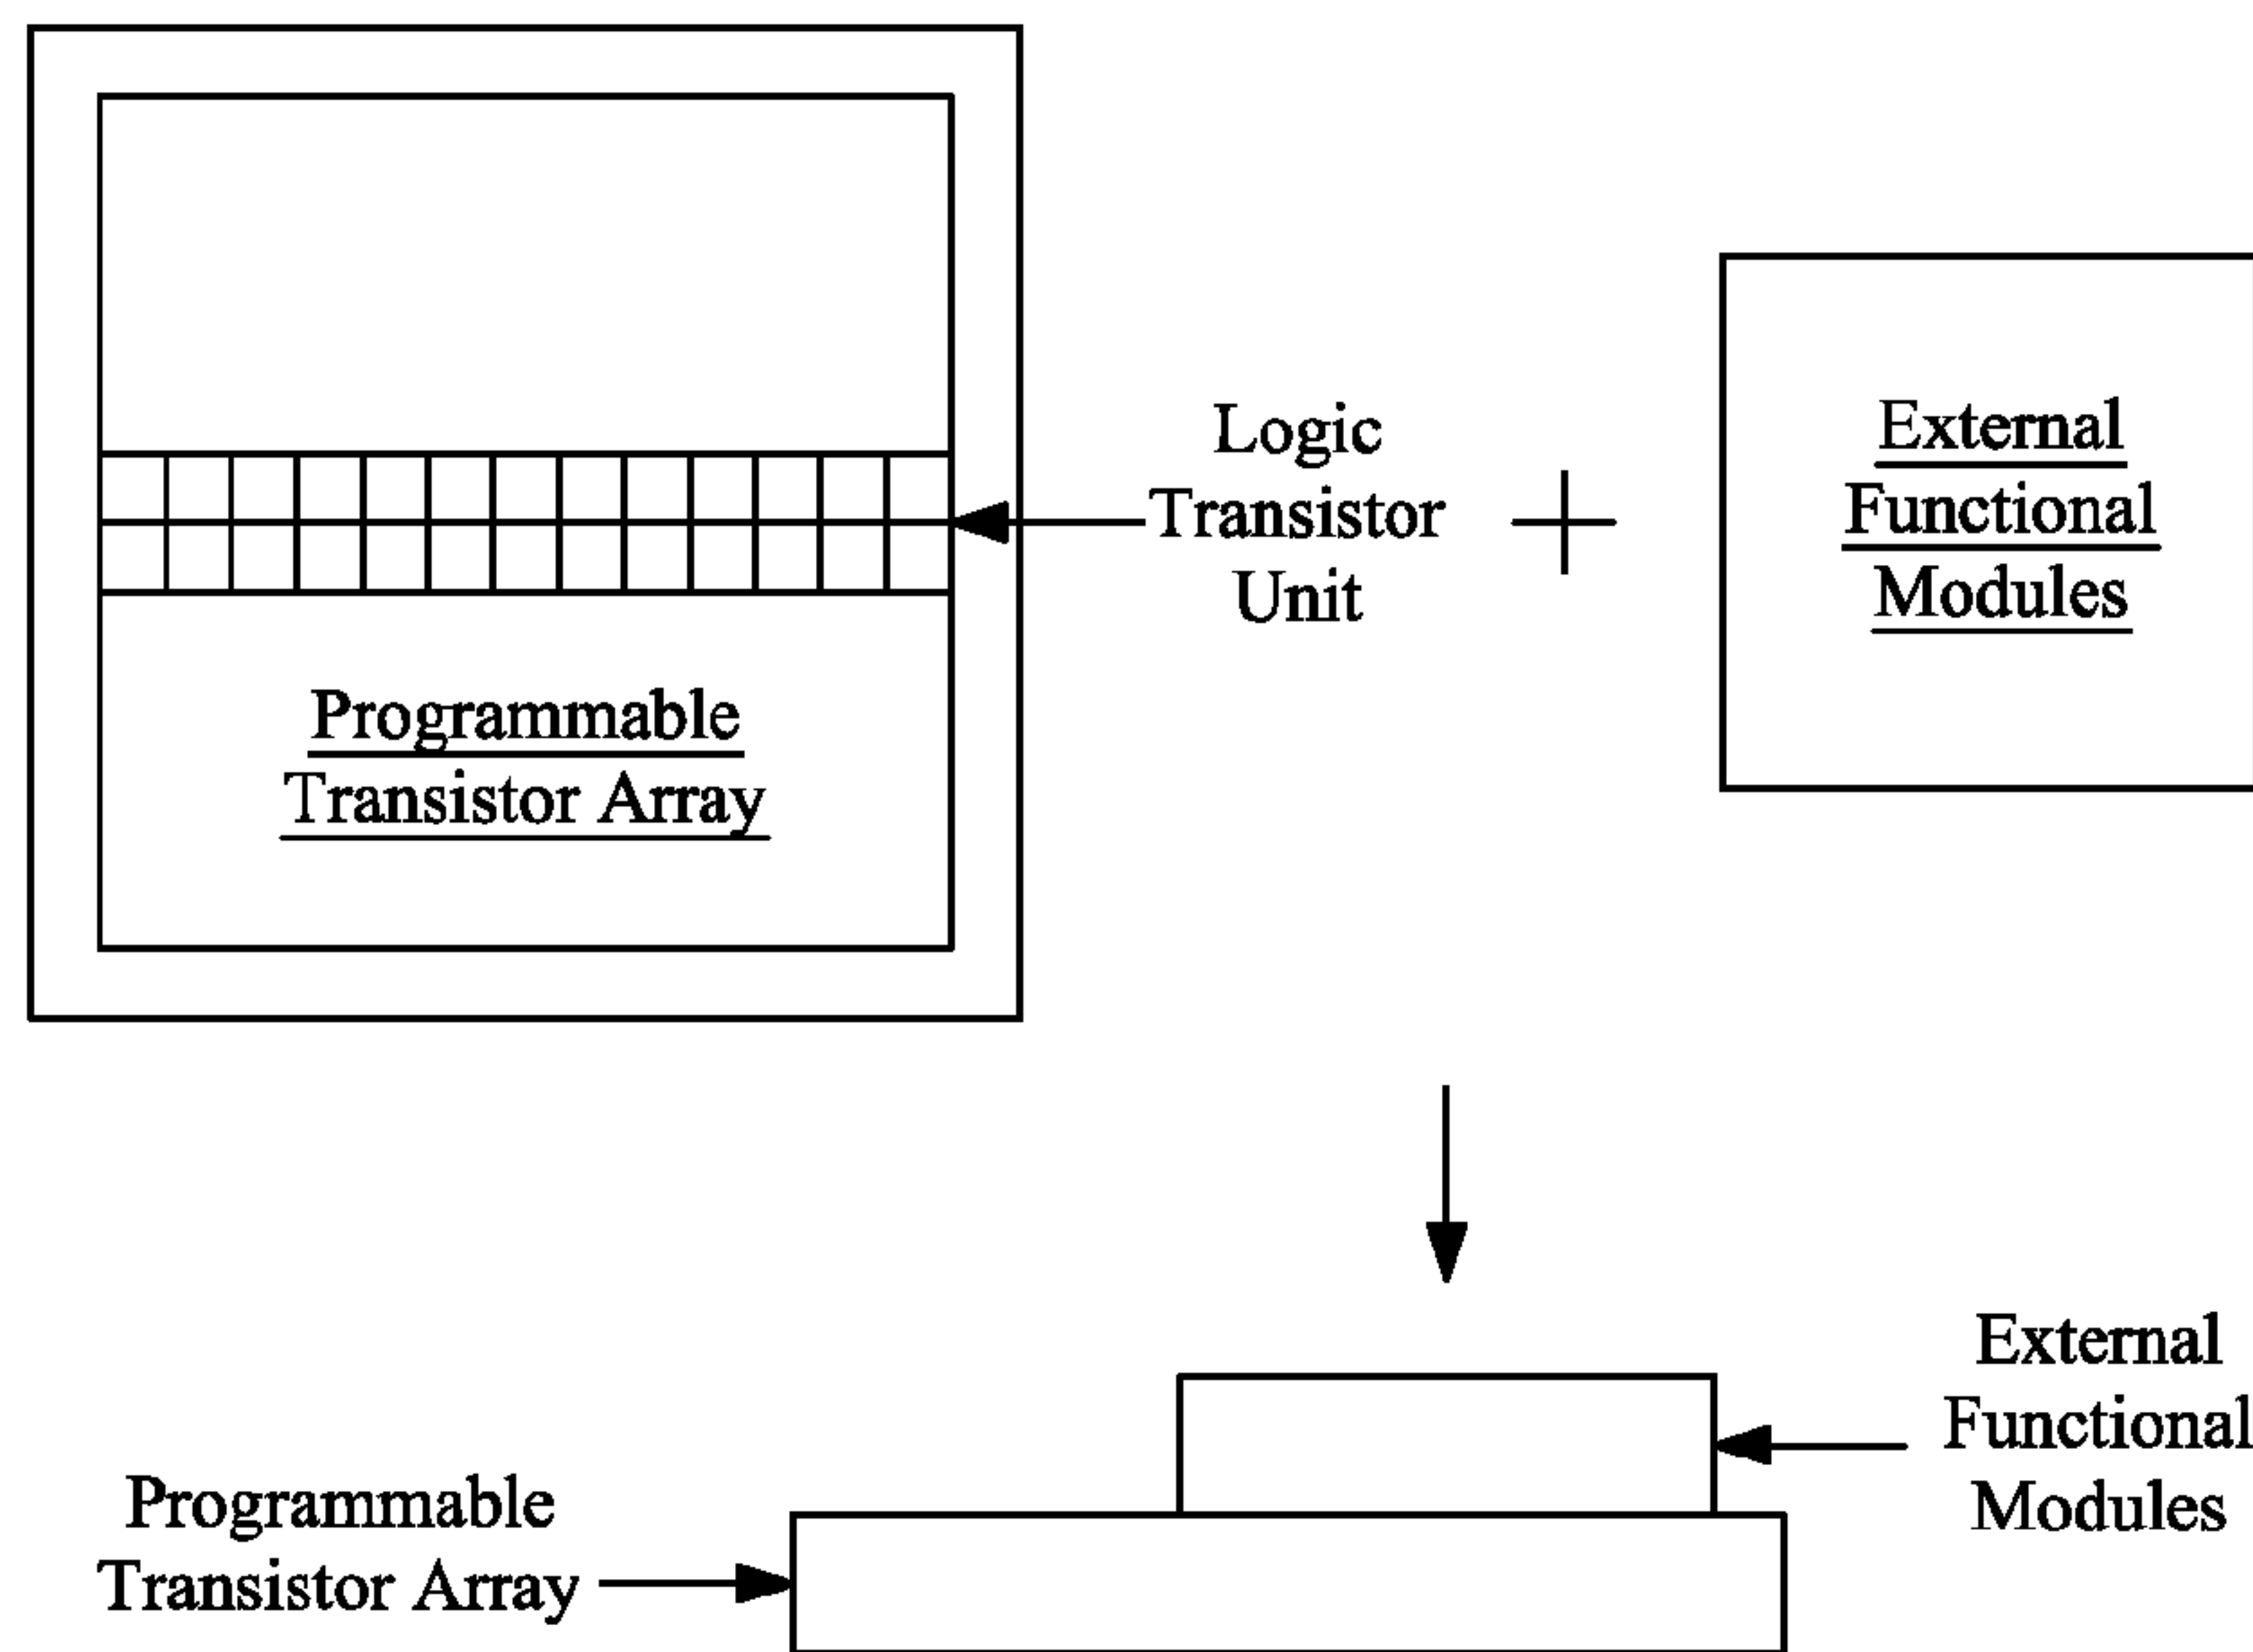 Logic
Transistor
Unit
External
Functional
Modules
Programmable
Transistor Array
External
Functional
Modules
Programmable
Transistor Array